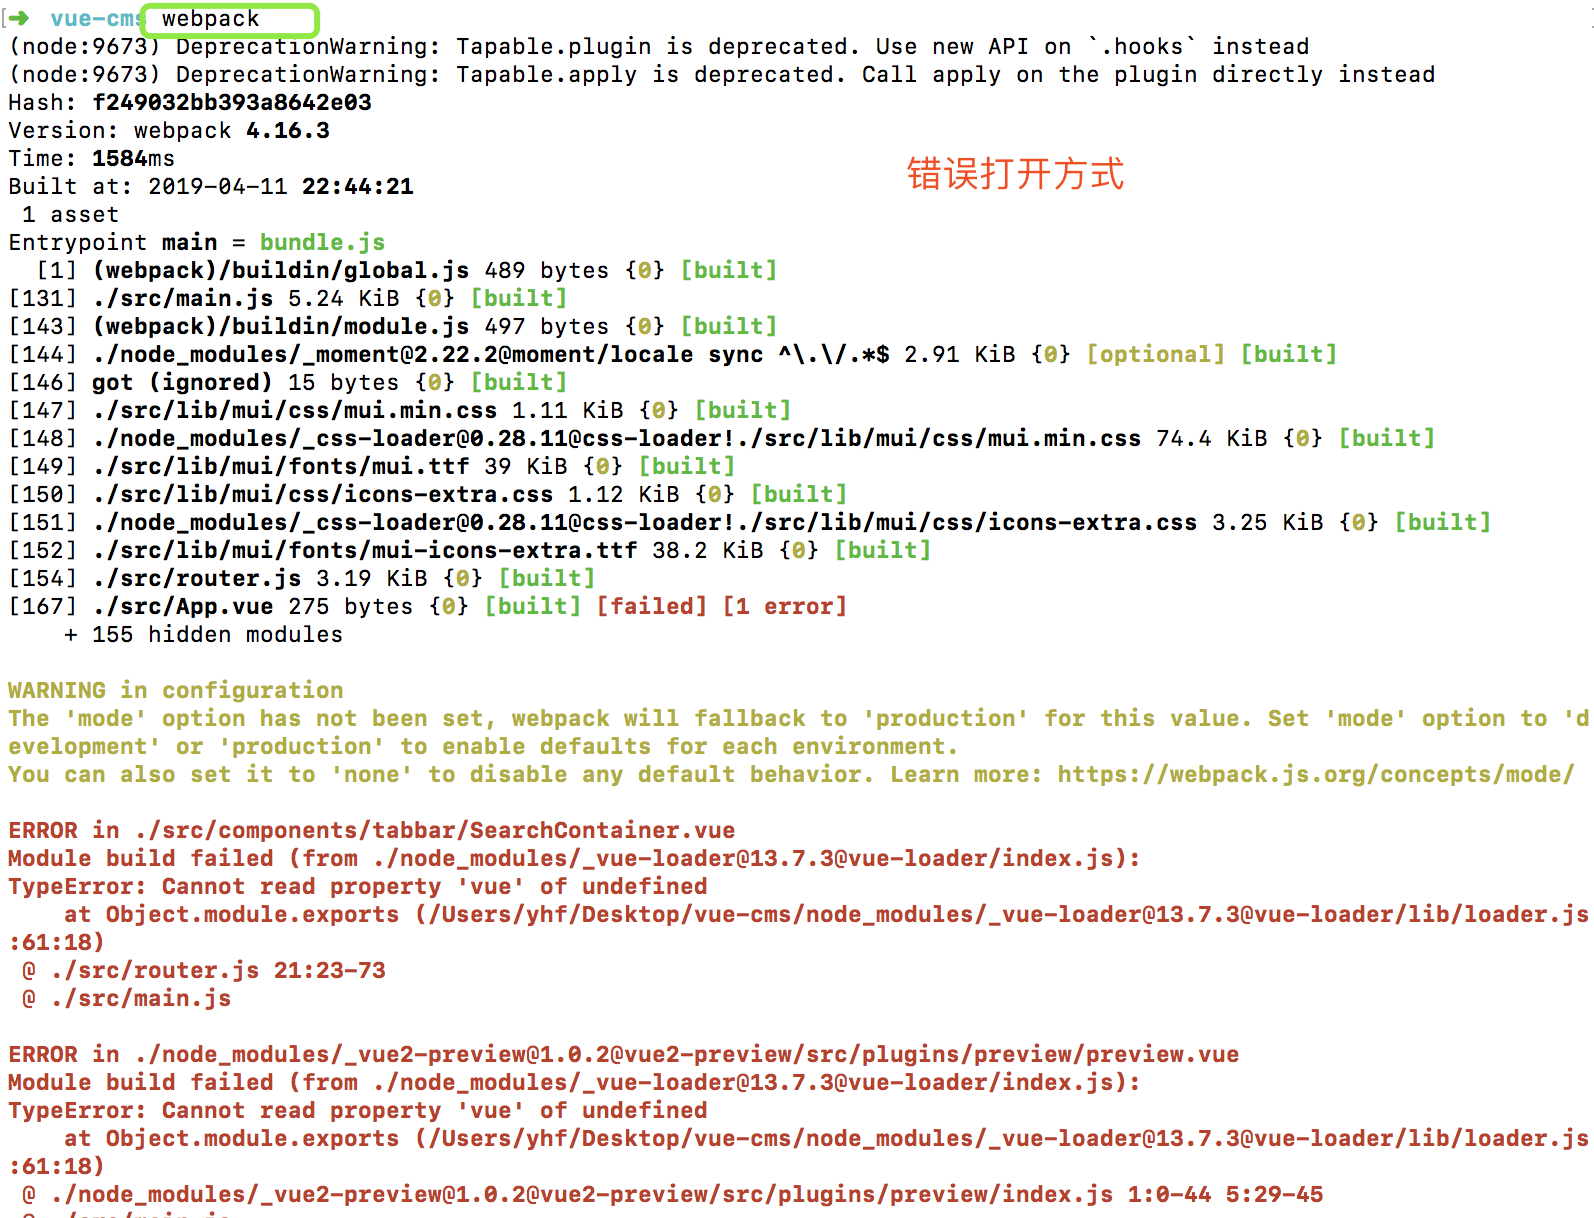 ➜ vue-cms webpack
(node:9673) DeprecationWarning: Tapable.plugin is deprecated. Use new API on `.hooks` instead
(node:9673) DeprecationWarning: Tapable.apply is deprecated. Call apply on the plugin directly instead
Hash: f249032bb393a8642e03
Version: webpack 4.16.3
Time: 1584ms
错误打开方式
Built at: 2019-04-11 22:44:21
 1 asset
Entrypoint main = bundle.js
  [1] (webpack)/buildin/global.js 489 bytes {0} [built]
[131] ./src/main.js 5.24 KiB {0} [built]
[143] (webpack)/buildin/module.js 497 bytes {0} [built]
[144] ./node_modules/_moment@2.22.2@moment/locale sync ^\.\/.*$ 2.91 KiB {0} [optional] [built]
[146] got (ignored) 15 bytes {0} [built]
[147] ./src/lib/mui/css/mui.min.css 1.11 KiB {0} [built]
[148] ./node_modules/_css-loader@0.28.11@css-loader!./src/lib/mui/css/mui.min.css 74.4 KiB {0} [built]
[149] ./src/lib/mui/fonts/mui.ttf 39 KiB {0} [built]
[150] ./src/lib/mui/css/icons-extra.css 1.12 KiB {0} [built]
[151] ./node_modules/_css-loader@0.28.11@css-loader!./src/lib/mui/css/icons-extra.css 3.25 KiB {0} [built]
[152] ./src/lib/mui/fonts/mui-icons-extra.ttf 38.2 KiB {0} [built]
[154] ./src/router.js 3.19 KiB {0} [built]
[167] ./src/App.vue 275 bytes {0} [built] [failed] [1 error]
    + 155 hidden modules
WARNING in configuration
The 'mode' option has not been set, webpack will fallback to 'production' for this value. Set 'mode' option to 'd
evelopment' or 'production' to enable defaults for each environment.
You can also set it to 'none' to disable any default behavior. Learn more: https://webpack.js.org/concepts/mode/
ERROR in ./src/components/tabbar/SearchContainer.vue
Module build failed (from ./node_modules/_vue-loader@13.7.3@vue-loader/index.js):
TypeError: Cannot read property 'vue' of undefined
    at Object.module.exports (/Users/yhf/Desktop/vue-cms/node_modules/_vue-loader@13.7.3@vue-loader/lib/loader.js
:61:18)
 @ ./src/router.js 21:23-73
 @ ./src/main.js
ERROR in ./node_modules/_vue2-preview@1.0.2@vue2-preview/src/plugins/preview/preview.vue
Module build failed (from ./node_modules/_vue-loader@13.7.3@vue-loader/index.js):
TypeError: Cannot read property 'vue' of undefined
    at Object.module.exports (/Users/yhf/Desktop/vue-cms/node_modules/_vue-loader@13.7.3@vue-loader/lib/loader.js
:61:18)
 @ ./node_modules/_vue2-preview@1.0.2@vue2-preview/src/plugins/preview/index.js 1:0-44 5:29-45